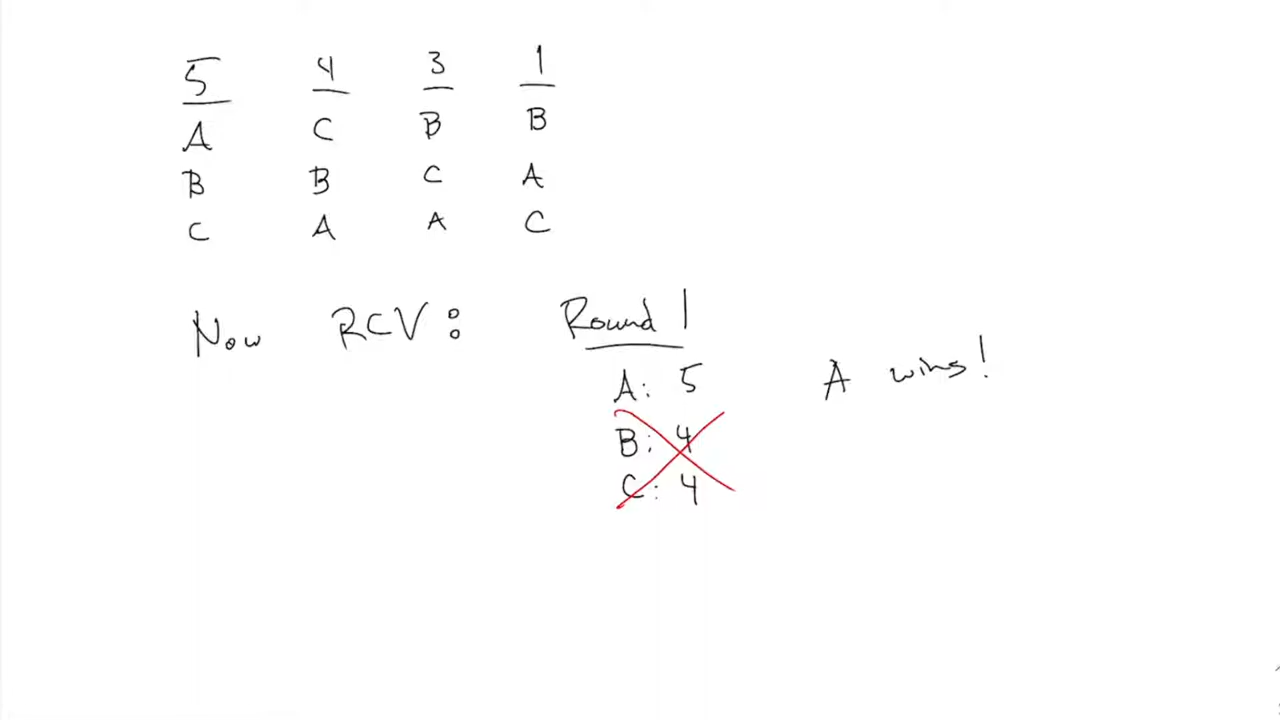 5 4 3 1
A C B B
B B C A
C A A C
Now RCV: Round 1
A: 5 A wins!
B: 4
C: 4